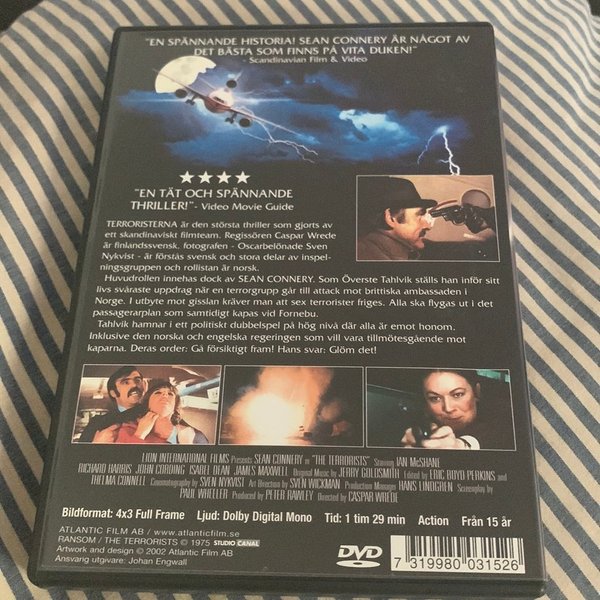 "EN SPÄNNANDE HISTORIA! SEAN CONNERY ÄR NÅGOT AV
DET BÄSTA SOM FINNS PÅ VITA DUKEN!"
- Scandinavian Film & Video
★★★★
"EN TÄT OCH SPÄNNANDE
THRILLER!"- Video Movie Guide
TERRORISTERNA är den största thriller som gjorts av
ett skandinaviskt filmteam. Regissören Caspar Wrede
är finlandssvensk. fotografen - Oscarbelönade Sven
Nykvist - är förstås svensk och stora delar av inspel-
ningsgruppen och rollistan är norsk.
Huvudrollen innehas dock av SEAN CONNERY. Som Överste Tahlvik ställs han inför sitt
livs svåraste uppdrag när en terrorgrupp går till attack mot brittiska ambassaden i
Norge. I utbyte mot gisslan kräver man att sex terrorister friges. Alla ska flygas ut i det
passagerarplan som samtidigt kapas vid Fornebu.
Tahlvik hamnar i ett politiskt dubbelspel på hög nivå där alla är emot honom.
Inklusive den norska och engelska regeringen som vill vara tillmötesgående mot
kaparna. Deras order: Gå försiktigt fram! Hans svar: Glöm det!
LION INTERNATIONAL FILMS Presents SEAN CONNERY in "THE TERRORISTS" Starring IAN McSHANE
RICHARD HARRIS JOHN CORDING ISABEL DEAN JAMES MAXWELL Original Music by JERRY GOLDSMITH Edited by ERIC BOYD PERKINS and
THELMA CONNELL Cinematography by SVEN NYKVIST Art Direction by SVEN WICKMAN Production Manager HANS LINDGREN Screenplay by
PAUL WHEELER Produced by PETER RAWLEY Directed by CASPAR WREDE
Bildformat: 4x3 Full Frame Ljud: Dolby Digital Mono Tid: 1 tim 29 min Action Från 15 år
ATLANTIC FILM AB / www.atlanticfilm.se
RANSOM / THE TERRORISTS © 1975 STUDIO CANAL
Artwork and design © 2002 Atlantic Film AB
Ansvarig utgivare: Johan Engwall
DVD
7 319980 031526